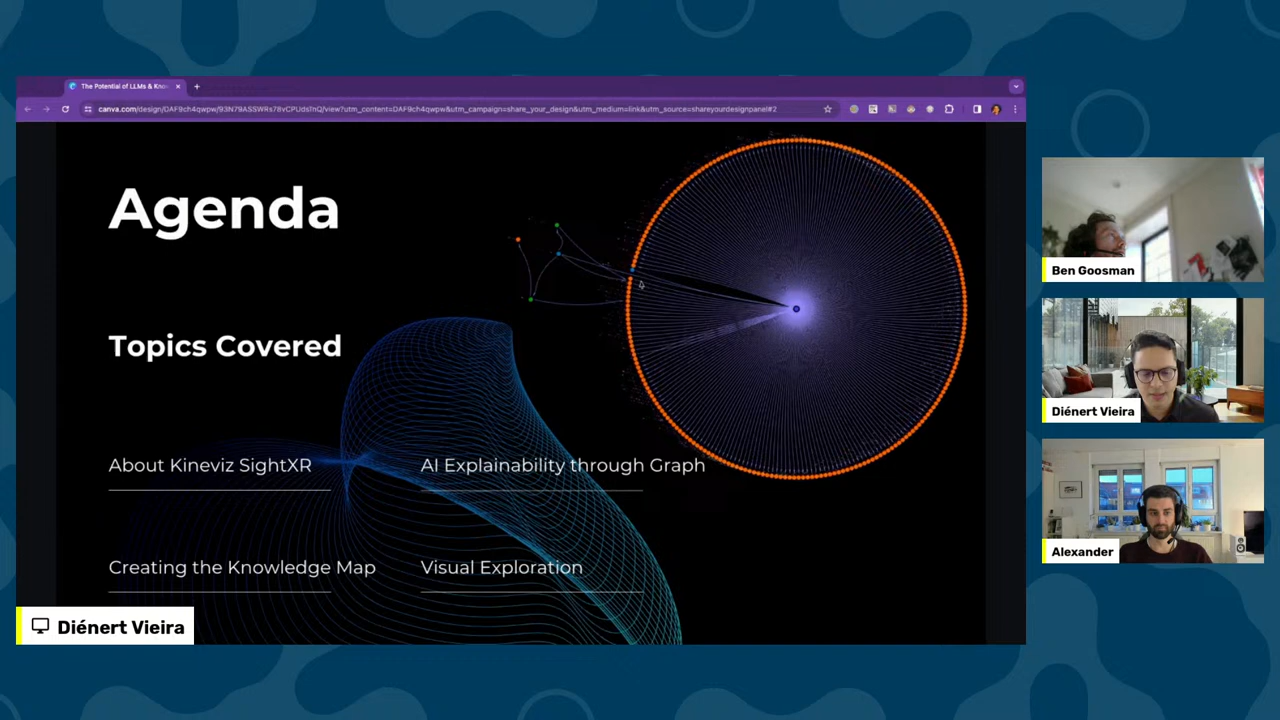 The Potential of LLMs & Kno
canva.com/design/DAF9ch4qwpw/93N79ASSWRs78vCPUdsTnQ/view?utm_content=DAF9ch4qwpw&utm_campaign=share_your_design&utm_medium=link&utm_source=shareyourdesignpanel#2
Agenda
Topics Covered
About Kineviz SightXR
AI Explainability through Graph
Creating the Knowledge Map
Visual Exploration
Diénert Vieira
Ben Goosman
Diénert Vieira
Alexander